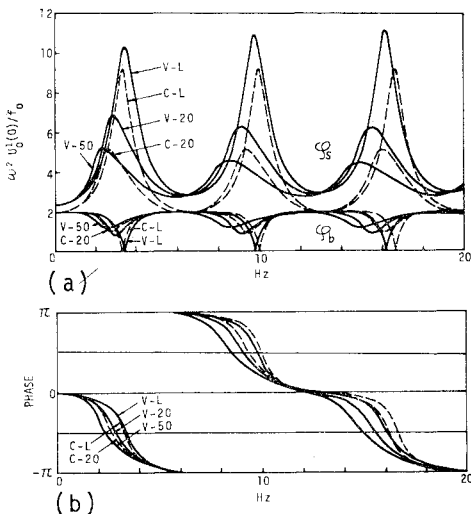 12
10
8
6
4
2
0
ω² U₀¹(0)/f₀
V-L
C-L
V-20
C-20
V-50
φs
V-50
C-20
C-L
V-L
φb
0 10 20
Hz
(a)
π
0
-π
PHASE
V-L
V-20
V-50
C-L
C-20
0 10 20
Hz
(b)